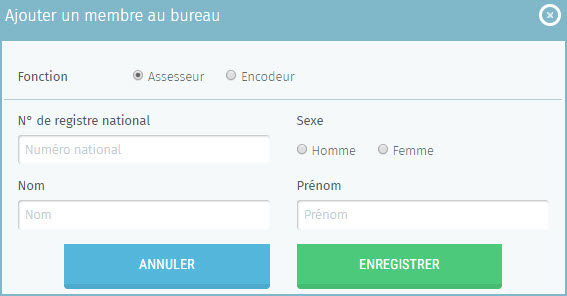 Ajouter un membre au bureau
Fonction Assesseur Encodeur
N° de registre national Sexe
Numéro national Homme Femme
Nom Prénom
Nom Prénom
ANNULER ENREGISTRER